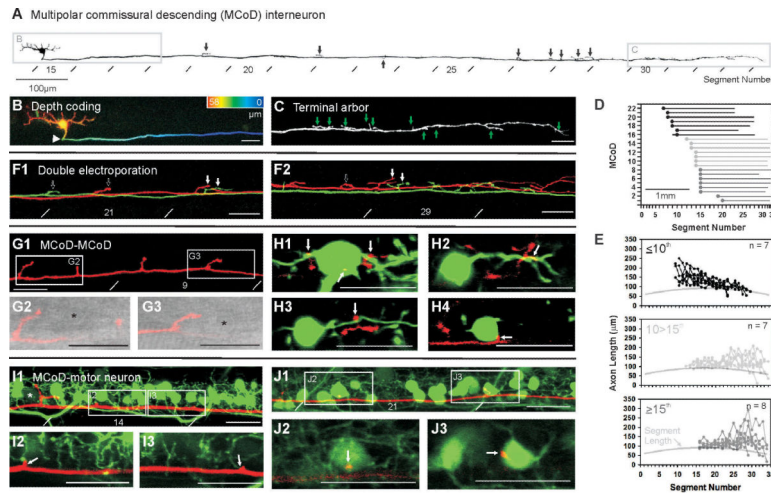 A Multipolar commissural descending (MCoD) interneuron
B
C
15 20 25 30 Segment Number
100µm
B Depth coding
56 0
µm
C Terminal arbor
D
MCoD
22
20
18
16
14
12
10
8
6
4
2
1mm
0 5 10 15 20 25 30
Segment Number
F1 Double electroporation
21
F2
29
G1 MCoD-MCoD
G2
G3
9
H1
H2
G2
*
G3
*
H3
H4
E
≤10th n = 7
10>15th n = 7
≥15th n = 8
350
300
250
200
150
100
50
0
Axon Length (µm)
Segment
Length
0 5 10 15 20 25 30
Segment Number
I1 MCoD-motor neuron
*
I3
14
J1
J2
J3
21
I2
I3
J2
J3